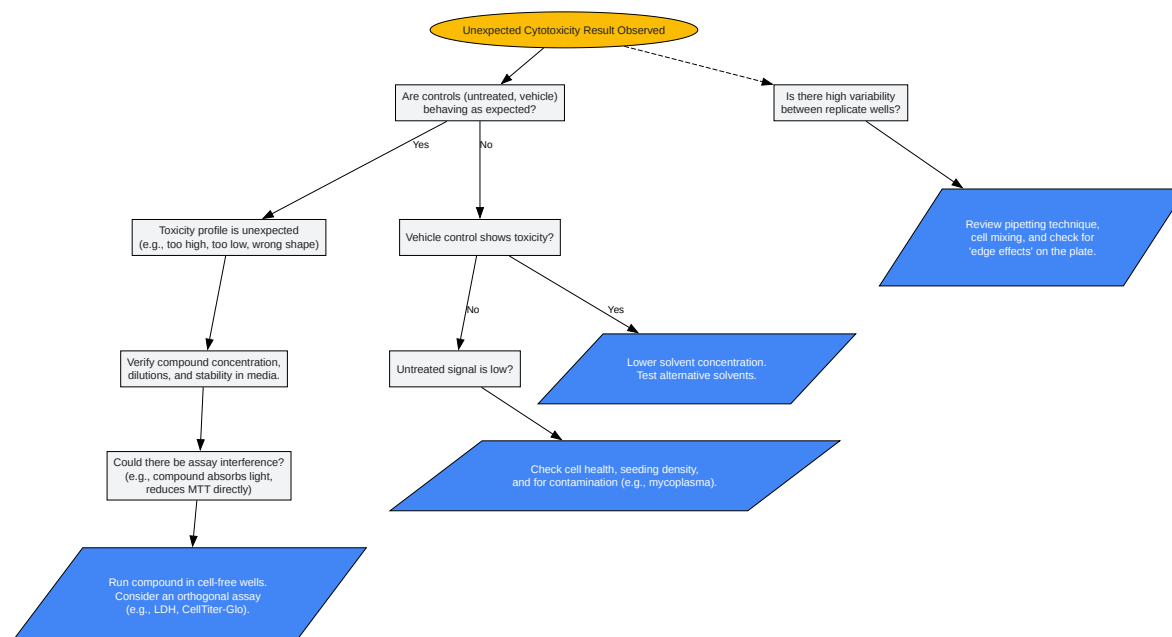 Unexpected Cytotoxicity Result Observed
Are controls (untreated, vehicle)
behaving as expected?
Is there high variability
between replicate wells?
Yes
No
Toxicity profile is unexpected
(e.g., too high, too low, wrong shape)
Vehicle control shows toxicity?
Review pipetting technique,
cell mixing, and check for
'edge effects' on the plate.
No
Yes
Verify compound concentration,
dilutions, and stability in media.
Untreated signal is low?
Lower solvent concentration.
Test alternative solvents.
Could there be assay interference?
(e.g., compound absorbs light,
reduces MTT directly)
Check cell health, seeding density,
and for contamination (e.g., mycoplasma).
Run compound in cell-free wells.
Consider an orthogonal assay
(e.g., LDH, CellTiter-Glo).